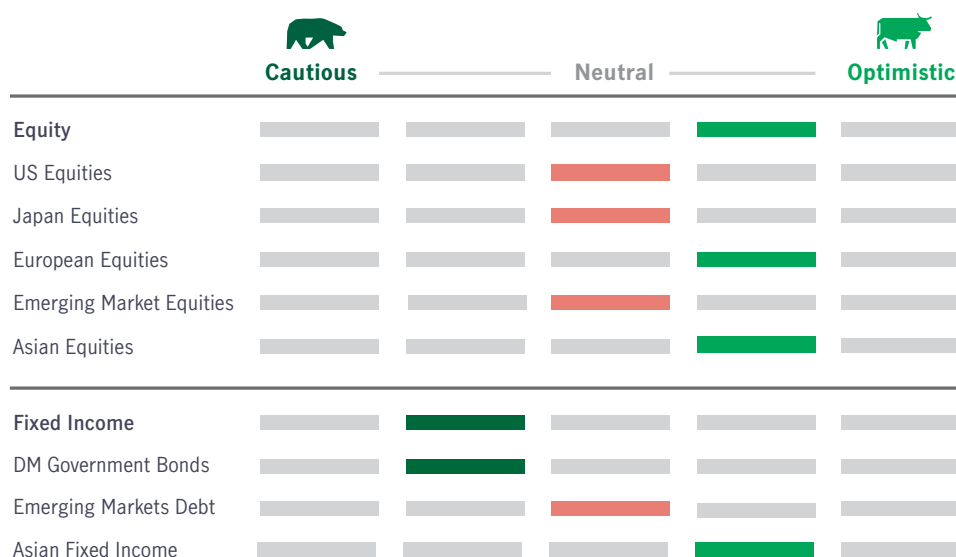 Cautious Neutral Optimistic
Equity
US Equities
Japan Equities
European Equities
Emerging Market Equities
Asian Equities
Fixed Income
DM Government Bonds
Emerging Markets Debt
Asian Fixed Income